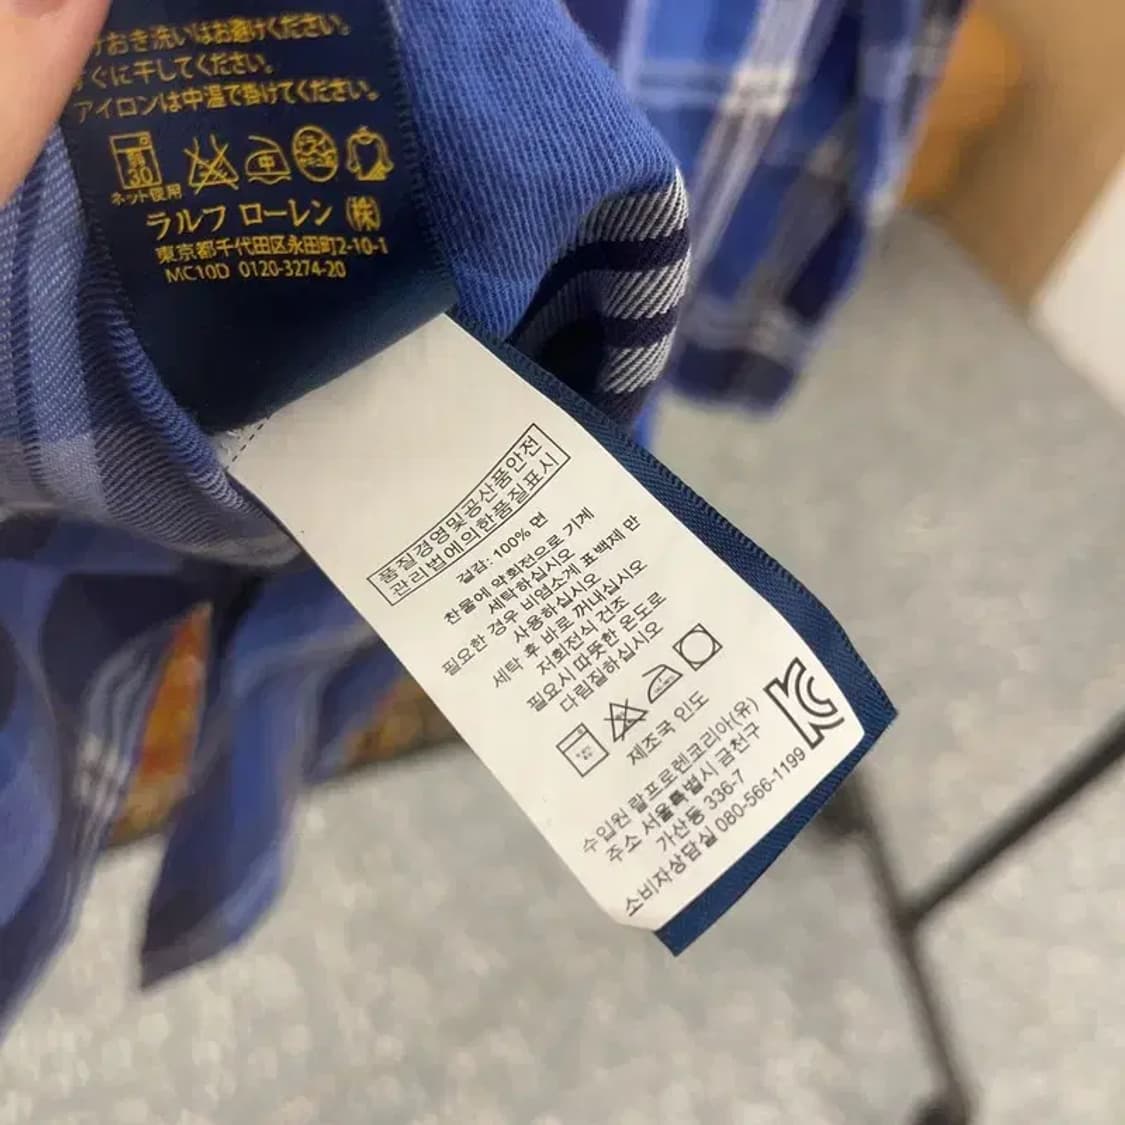 けおき洗いはお避けください。
すぐに干してください。
アイロンは中温で掛けてください。
30
ネット使用
ラルフ ローレン (株)
東京都千代田区永田町2-10-1
MC10D 0120-3274-20
품질경영및공산품안전
관리법에의한품질표시
겉감: 100% 면
찬물에 약회전으로 기계
세탁하십시오
필요한 경우 비염소계 표백제 만
사용하십시오
세탁 후 바로 꺼내십시오
저회전식 건조
필요시 따뜻한 온도로
다림질하십시오
제조국 인도
수입원 랄프로렌코리아(유)
주소 서울특별시 금천구
가산동 336-7
소비자상담실 080-566-1199